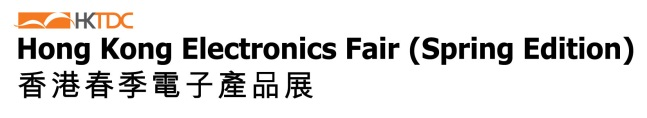 HKTDC
Hong Kong Electronics Fair (Spring Edition)
香港春季電子產品展